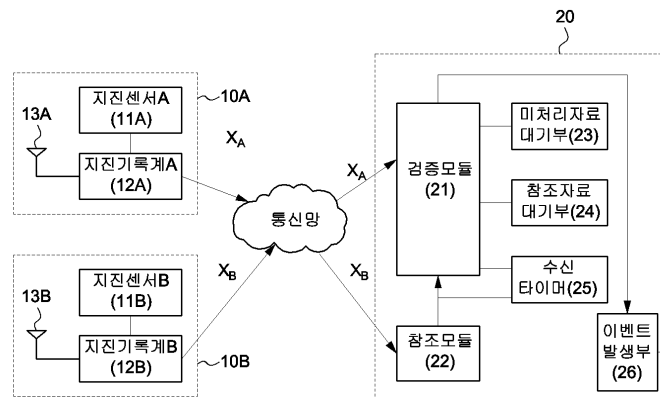 20
13A
지진센서A
(11A)
10A
X_A
지진기록계A
(12A)
통신망
X_A
검증모듈
(21)
미처리자료
대기부(23)
참조자료
대기부(24)
수신
타이머(25)
13B
지진센서B
(11B)
X_B
X_B
지진기록계B
(12B)
10B
참조모듈
(22)
이벤트
발생부
(26)